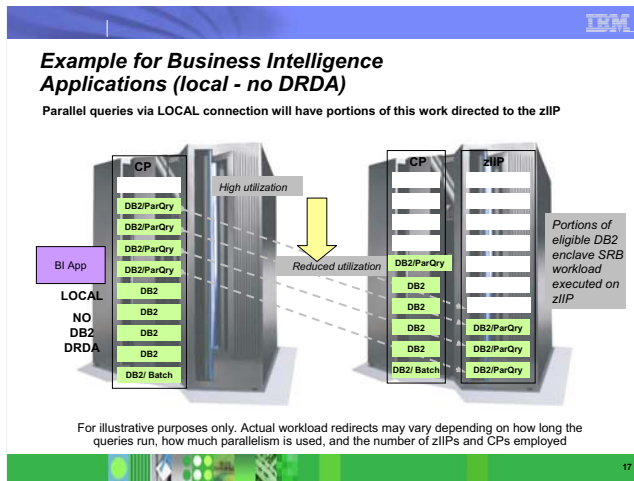 IBM
Example for Business Intelligence
Applications (local - no DRDA)
Parallel queries via LOCAL connection will have portions of this work directed to the zIIP
CP
High utilization
DB2/ParQry
DB2/ParQry
DB2/ParQry
DB2/ParQry
DB2
DB2
DB2
DB2
DB2/ Batch
BI App
LOCAL
NO
DB2
DRDA
Reduced utilization
CP
DB2/ParQry
DB2
DB2
DB2
DB2
DB2/ Batch
zIIP
DB2/ParQry
DB2/ParQry
DB2/ParQry
Portions of
eligible DB2
enclave SRB
workload
executed on
zIIP
For illustrative purposes only. Actual workload redirects may vary depending on how long the
queries run, how much parallelism is used, and the number of zIIPs and CPs employed
17